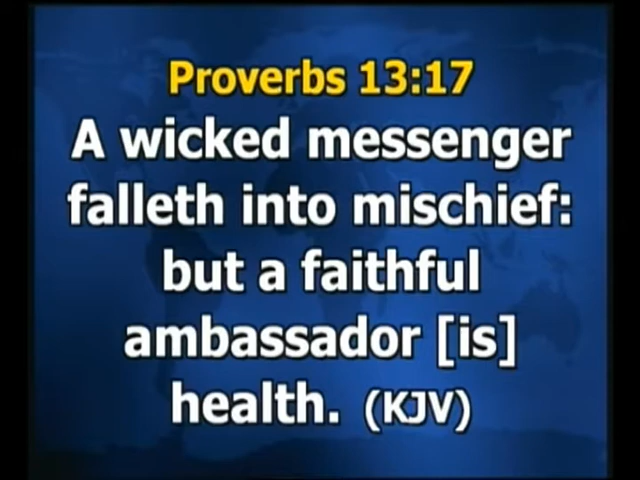 Proverbs 13:17
A wicked messenger
falleth into mischief:
but a faithful
ambassador [is]
health. (KJV)